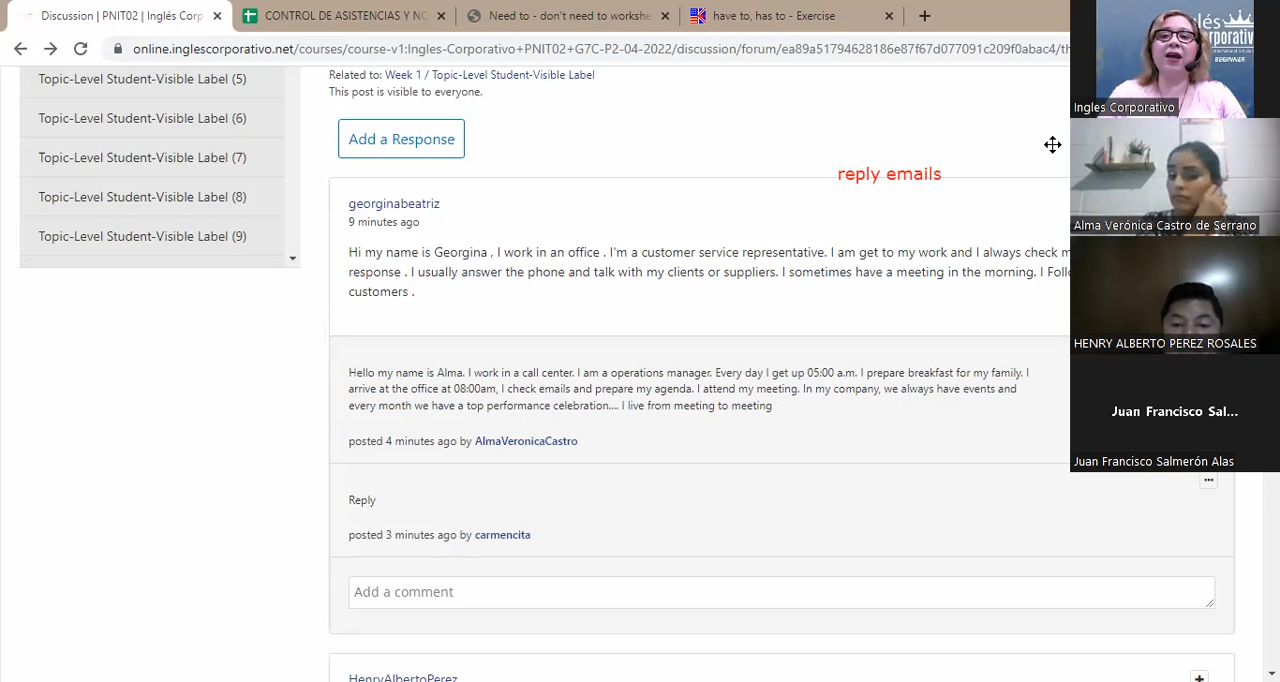 Discussion | PNIT02 | Inglés Corp
CONTROL DE ASISTENCIAS Y NO
Need to - don't need to workshe
have to, has to - Exercise
online.inglescorporativo.net/courses/course-v1:Ingles-Corporativo+PNIT02+G7C-P2-04-2022/discussion/forum/ea89a51794628186e87f67d077091c209f0abac4/th
Topic-Level Student-Visible Label (5)
Topic-Level Student-Visible Label (6)
Topic-Level Student-Visible Label (7)
Topic-Level Student-Visible Label (8)
Topic-Level Student-Visible Label (9)
Related to: Week 1 / Topic-Level Student-Visible Label
This post is visible to everyone.
Add a Response
reply emails
georginabeatriz
9 minutes ago
Hi my name is Georgina , I work in an office . I'm a customer service representative. I am get to my work and I always check m
response . I usually answer the phone and talk with my clients or suppliers. I sometimes have a meeting in the morning. I Follo
customers .
Hello my name is Alma. I work in a call center. I am a operations manager. Every day I get up 05:00 a.m. I prepare breakfast for my family. I
arrive at the office at 08:00am, I check emails and prepare my agenda. I attend my meeting. In my company, we always have events and
every month we have a top performance celebration.... I live from meeting to meeting
posted 4 minutes ago by AlmaVeronicaCastro
Reply
posted 3 minutes ago by carmencita
Add a comment
HenryAlbertoPerez
glés
orporativo
BEGINNER
Ingles Corporativo
Alma Verónica Castro de Serrano
HENRY ALBERTO PEREZ ROSALES
Juan Francisco Sal...
Juan Francisco Salmerón Alas